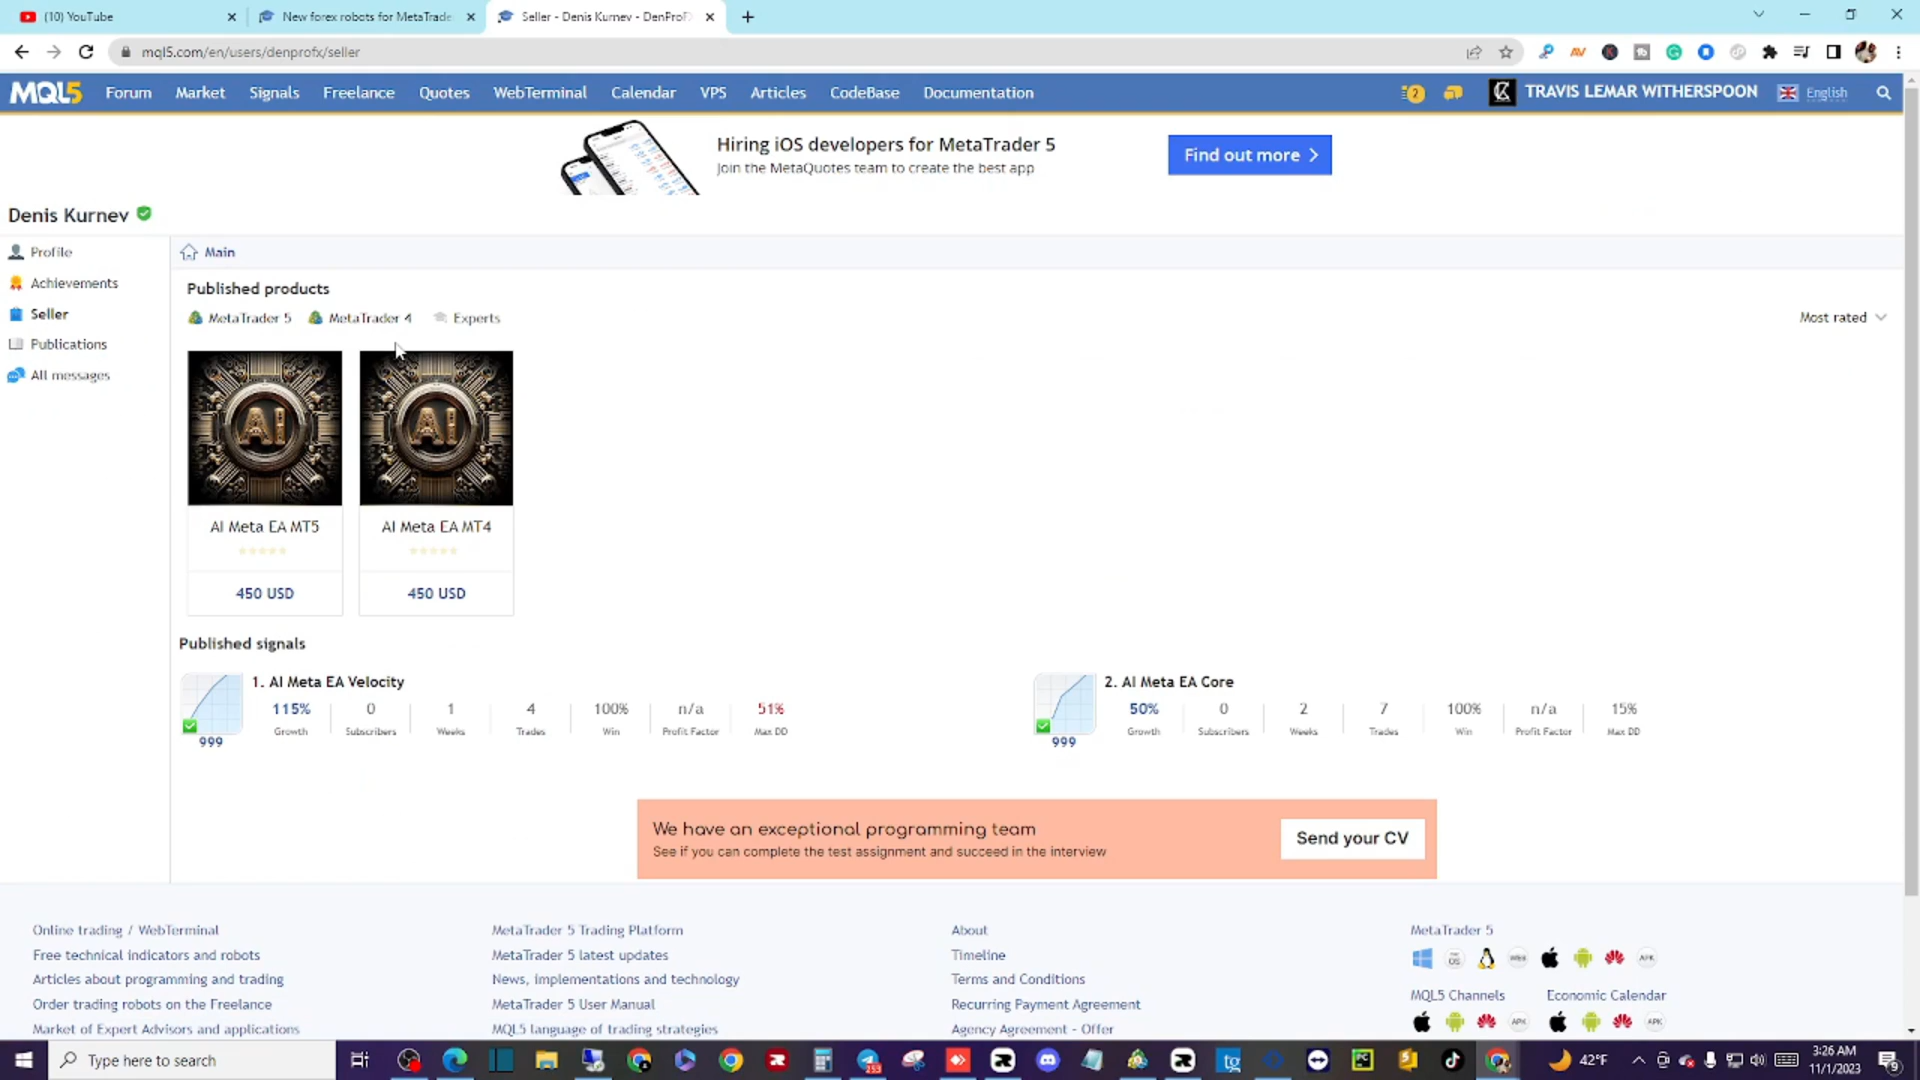 (10) YouTube
New forex robots for MetaTrade
Seller - Denis Kurnev - DenProF
mql5.com/en/users/denprofx/seller
MQL5
Forum
Market
Signals
Freelance
Quotes
WebTerminal
Calendar
VPS
Articles
CodeBase
Documentation
2
TRAVIS LEMAR WITHERSPOON
English
Hiring iOS developers for MetaTrader 5
Join the MetaQuotes team to create the best app
Find out more
Denis Kurnev
Profile
Achievements
Seller
Publications
All messages
Main
Published products
MetaTrader 5
MetaTrader 4
Experts
Most rated
AI
AI
AI Meta EA MT5
AI Meta EA MT4
450 USD
450 USD
Published signals
1. AI Meta EA Velocity
115% 0 1 4 100% n/a 51%
Growth Subscribers Weeks Trades Win Profit Factor Max DD
999
2. AI Meta EA Core
50% 0 2 7 100% n/a 15%
Growth Subscribers Weeks Trades Win Profit Factor Max DD
999
We have an exceptional programming team
See if you can complete the test assignment and succeed in the interview
Send your CV
Online trading / WebTerminal
Free technical indicators and robots
Articles about programming and trading
Order trading robots on the Freelance
Market of Expert Advisors and applications
MetaTrader 5 Trading Platform
MetaTrader 5 latest updates
News, implementations and technology
MetaTrader 5 User Manual
MQL5 language of trading strategies
About
Timeline
Terms and Conditions
Recurring Payment Agreement
Agency Agreement - Offer
MetaTrader 5
MQL5 Channels
Economic Calendar
Type here to search
42°F
3:26 AM
11/1/2023